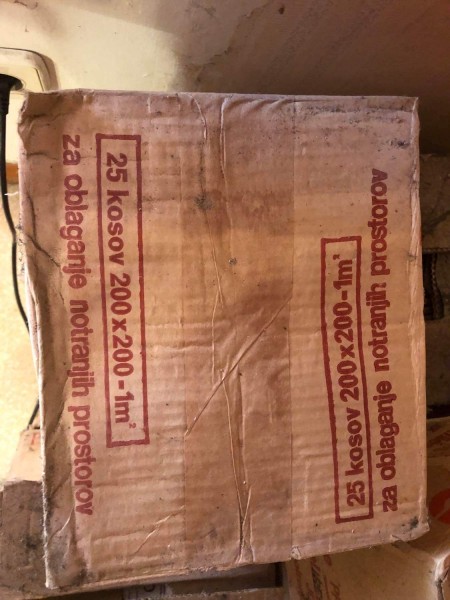 25 kosov 200x200-1m²
za oblaganje notranjih prostorov
25 kosov 200x200-1m²
za oblaganje notranjih prostorov